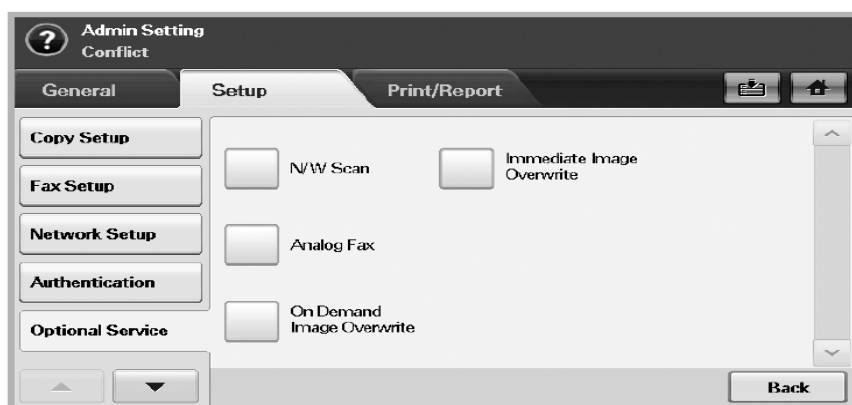 Admin Setting
Conflict
General
Setup
Print/Report
Copy Setup
Fax Setup
Network Setup
Authentication
Optional Service
N/W Scan
Immediate Image
Overwrite
Analog Fax
On Demand
Image Overwrite
Back